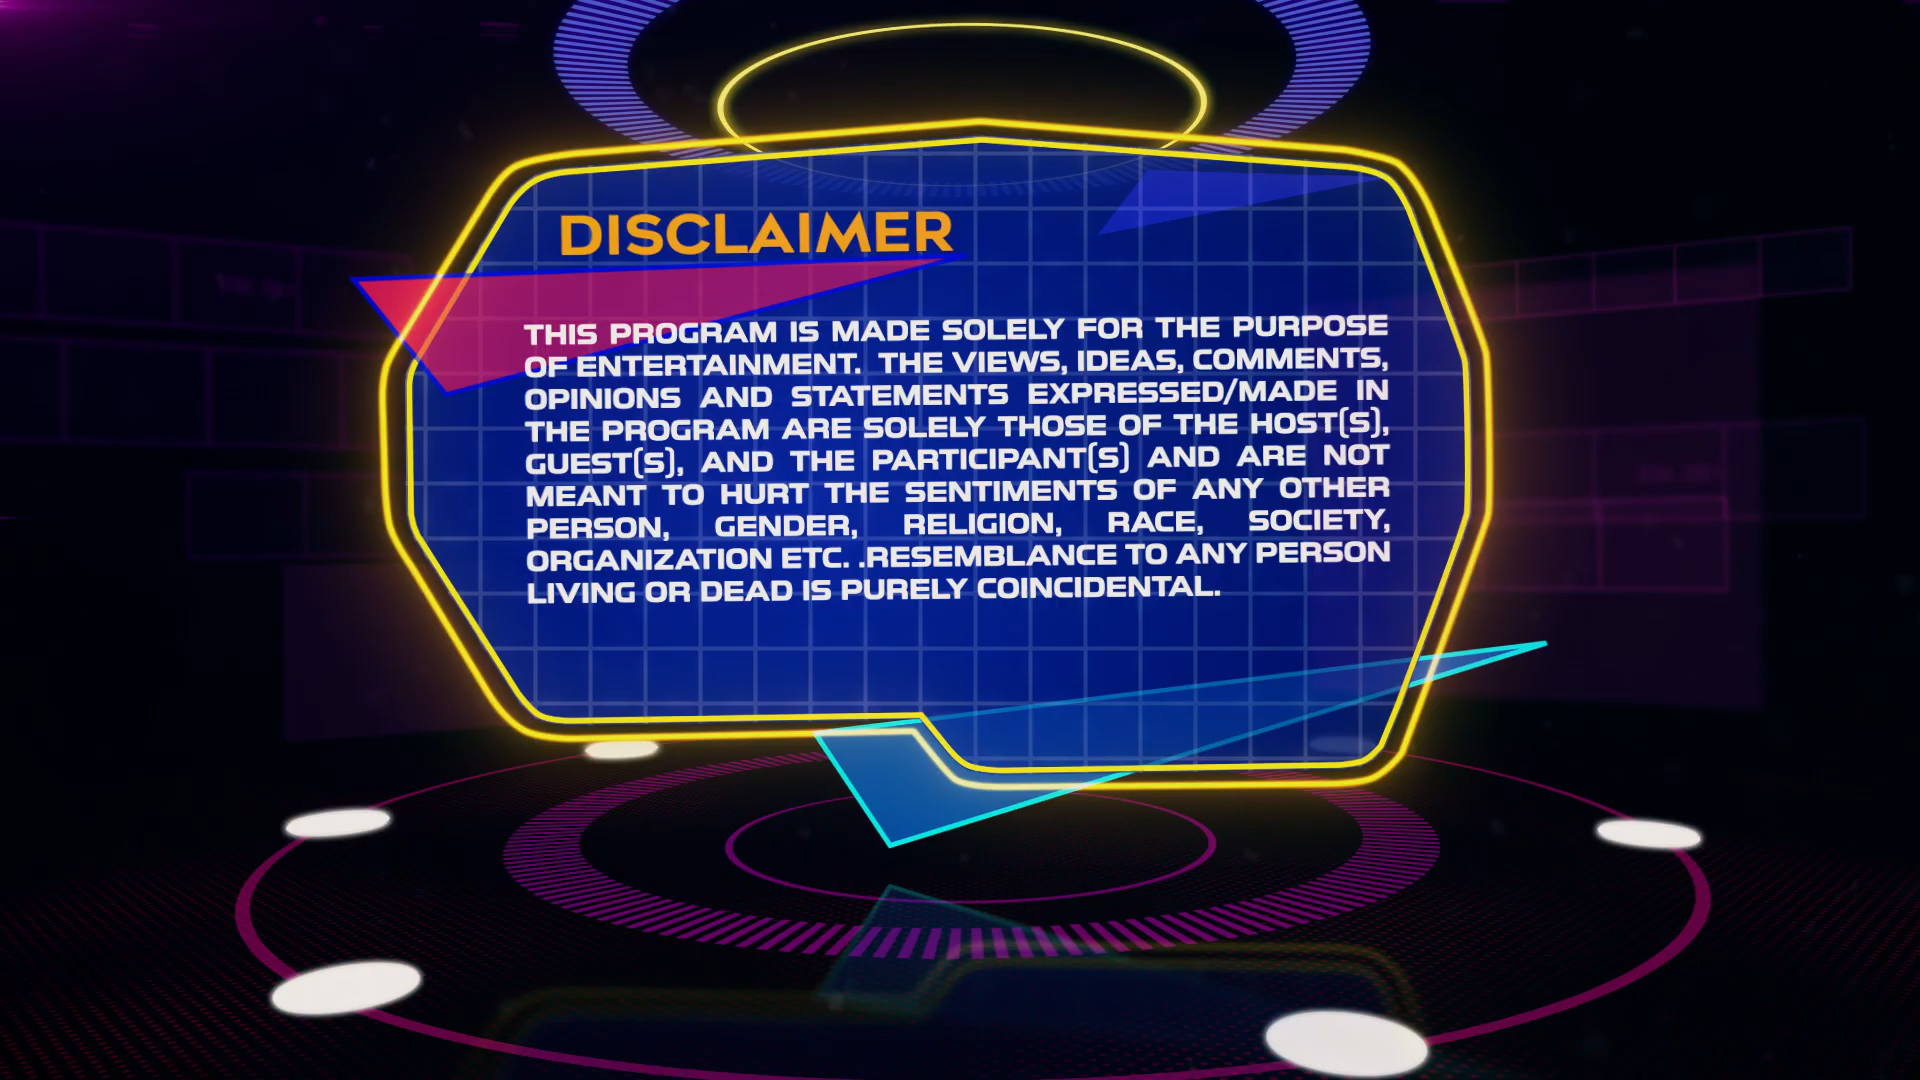 DISCLAIMER
THIS PROGRAM IS MADE SOLELY FOR THE PURPOSE
OF ENTERTAINMENT. THE VIEWS, IDEAS, COMMENTS,
OPINIONS AND STATEMENTS EXPRESSED/MADE IN
THE PROGRAM ARE SOLELY THOSE OF THE HOST(S),
GUEST(S), AND THE PARTICIPANT(S) AND ARE NOT
MEANT TO HURT THE SENTIMENTS OF ANY OTHER
PERSON, GENDER, RELIGION, RACE, SOCIETY,
ORGANIZATION ETC. .RESEMBLANCE TO ANY PERSON
LIVING OR DEAD IS PURELY COINCIDENTAL.